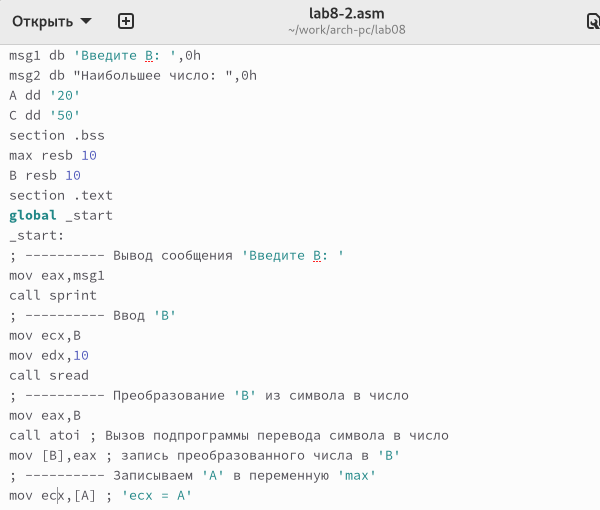 Открыть
lab8-2.asm
~/work/arch-pc/lab08
msg1 db 'Введите B: ',0h
msg2 db "Наибольшее число: ",0h
A dd '20'
C dd '50'
section .bss
max resb 10
B resb 10
section .text
global _start
_start:
; ---------- Вывод сообщения 'Введите B: '
mov eax,msg1
call sprint
; ---------- Ввод 'B'
mov ecx,B
mov edx,10
call sread
; ---------- Преобразование 'B' из символа в число
mov eax,B
call atoi ; Вызов подпрограммы перевода символа в число
mov [B],eax ; запись преобразованного числа в 'B'
; ---------- Записываем 'A' в переменную 'max'
mov ecx,[A] ; 'ecx = A'